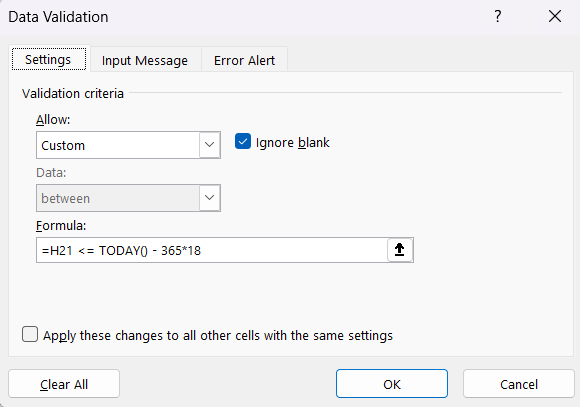 Data Validation
?
Settings Input Message Error Alert
Validation criteria
Allow:
Custom
Ignore blank
Data:
between
Formula:
=H21 <= TODAY() - 365*18
Apply these changes to all other cells with the same settings
Clear All OK Cancel